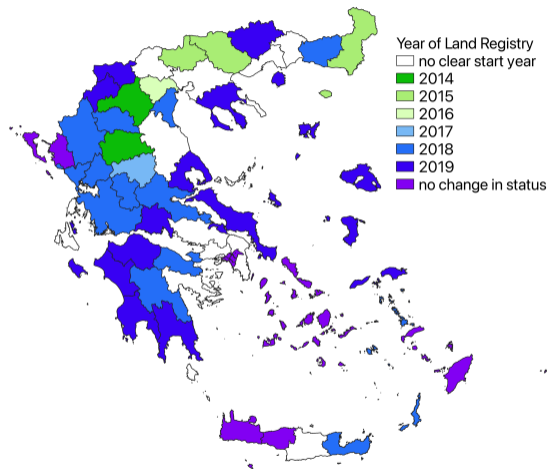 Year of Land Registry
no clear start year
2014
2015
2016
2017
2018
2019
no change in status